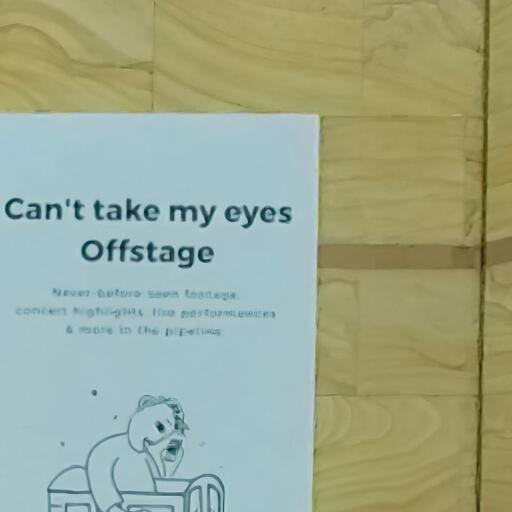 Can't take my eyes
Offstage
Never-before-seen footage,
concert highlights, live performances
& more in the pipeline